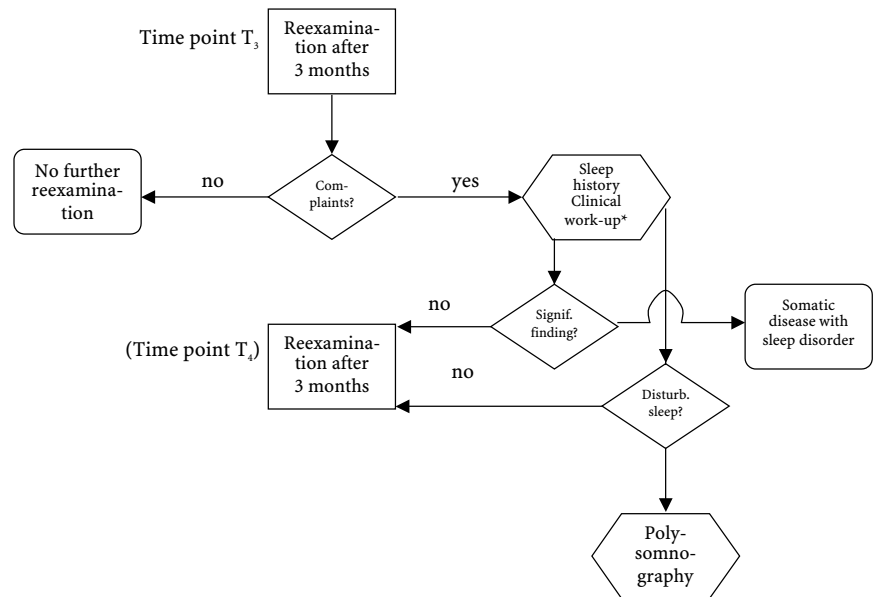 Time point T₃
Reexamina-
tion after
3 months
No further
reexamina-
tion
no
Com-
plaints?
yes
Sleep
history
Clinical
work-up*
no
Signif.
finding?
Somatic
disease with
sleep disorder
(Time point T₄)
Reexamina-
tion after
3 months
no
Disturb.
sleep?
Poly-
somno-
graphy